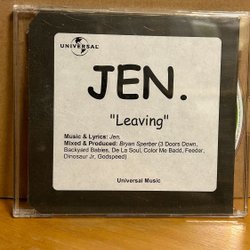 UNIVERSAL
JEN.
"Leaving"
Music & Lyrics: Jen.
Mixed & Produced: Bryan Sperber (3 Doors Down,
Backyard Babies, De La Soul, Color Me Badd, Feeder,
Dinosaur Jr, Godspeed)
Universal Music